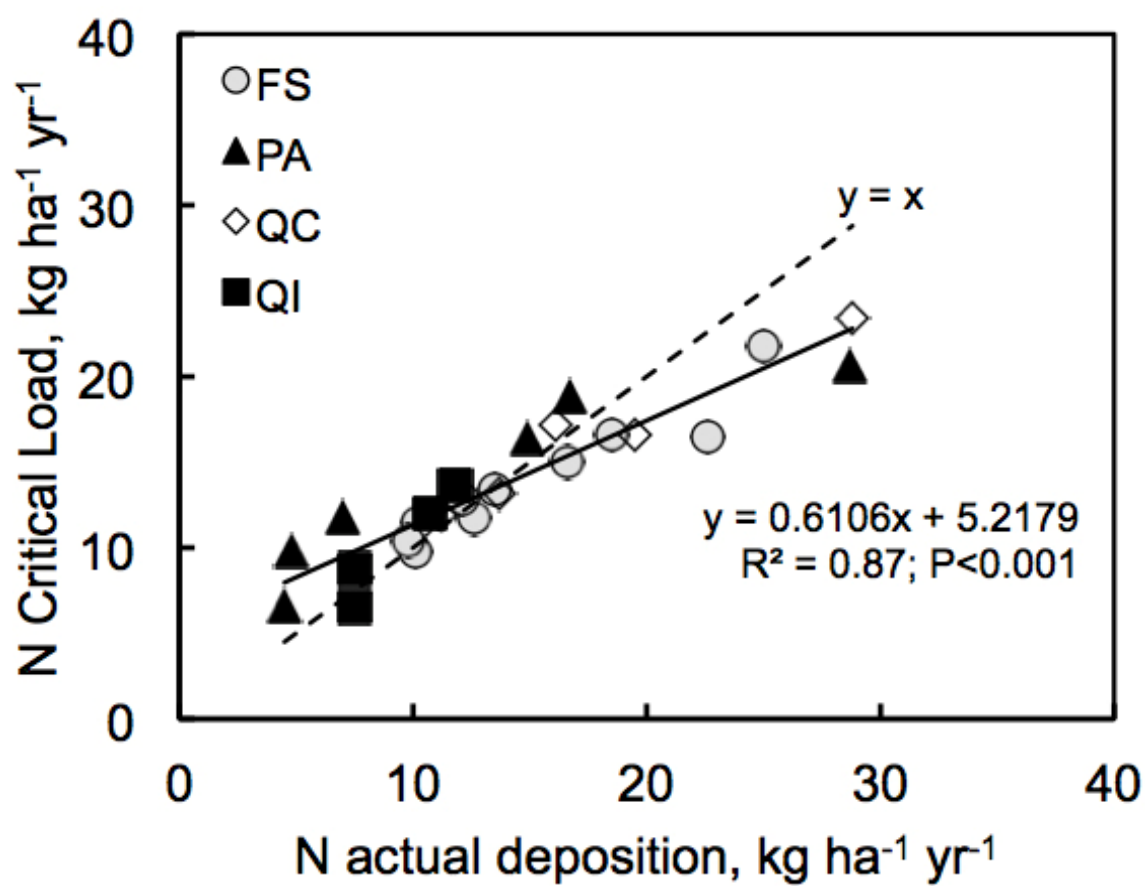 40
30
20
10
0
N Critical Load, kg ha⁻¹ yr⁻¹
FS
PA
QC
QI
y = x
y = 0.6106x + 5.2179
R² = 0.87; P<0.001
0 10 20 30 40
N actual deposition, kg ha⁻¹ yr⁻¹